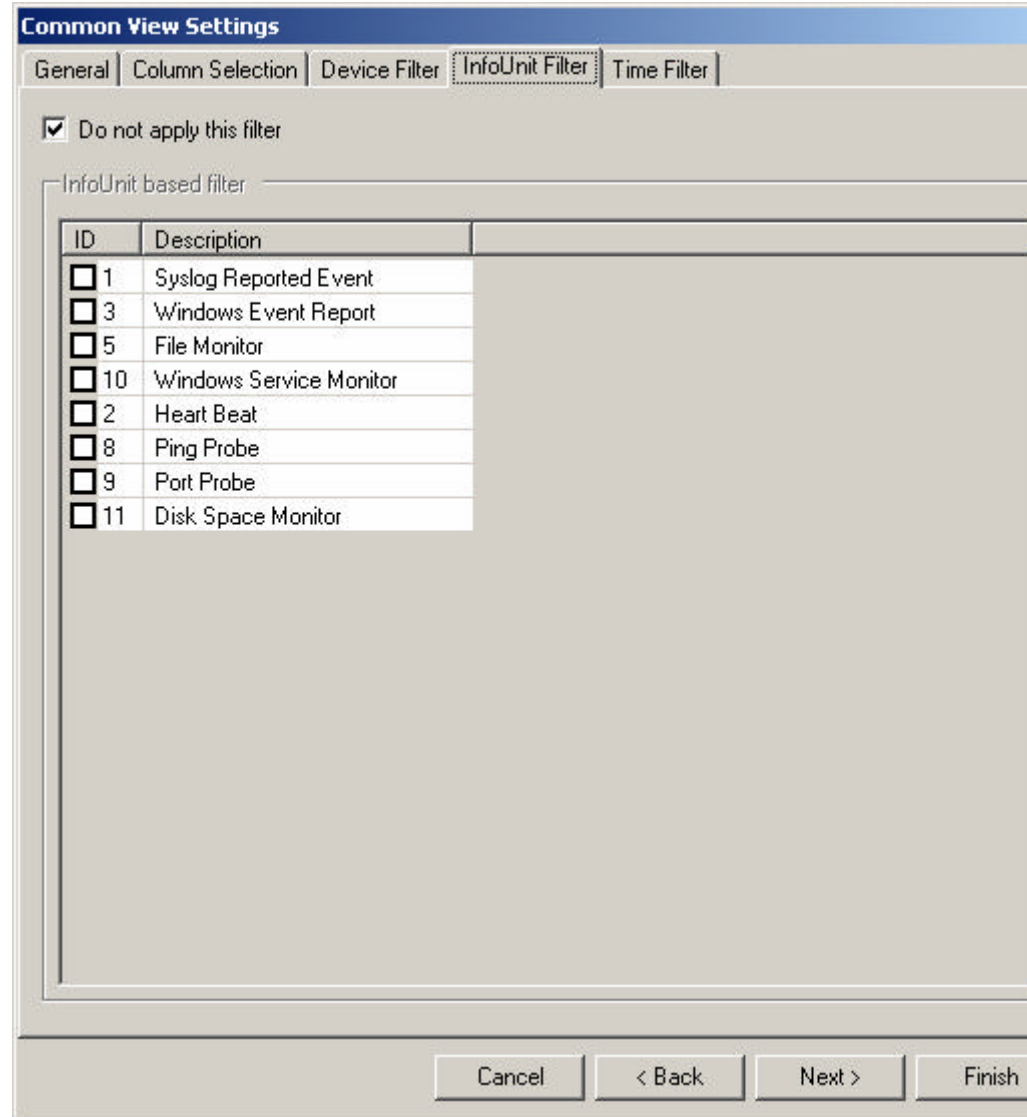 Common View Settings
General Column Selection Device Filter InfoUnit Filter Time Filter
Do not apply this filter
InfoUnit based filter
ID Description
1 Syslog Reported Event
3 Windows Event Report
5 File Monitor
10 Windows Service Monitor
2 Heart Beat
8 Ping Probe
9 Port Probe
11 Disk Space Monitor
Cancel < Back Next > Finish